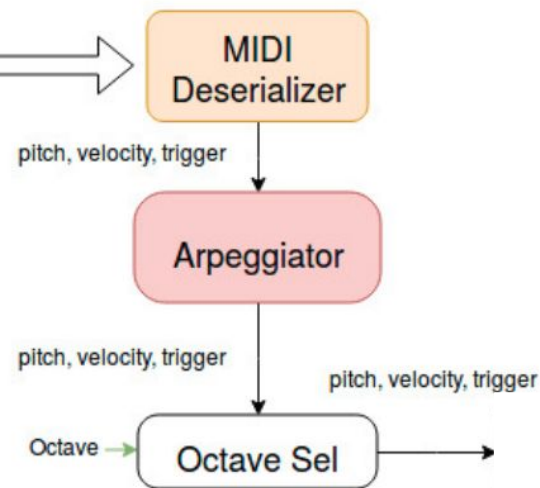 MIDI
Deserializer
pitch, velocity, trigger
Arpeggiator
pitch, velocity, trigger
pitch, velocity, trigger
Octave
Octave Sel